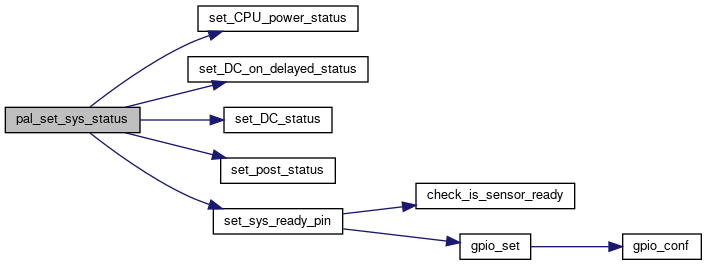 set_CPU_power_status
set_DC_on_delayed_status
pal_set_sys_status
set_DC_status
set_post_status
check_is_sensor_ready
set_sys_ready_pin
gpio_set
gpio_conf